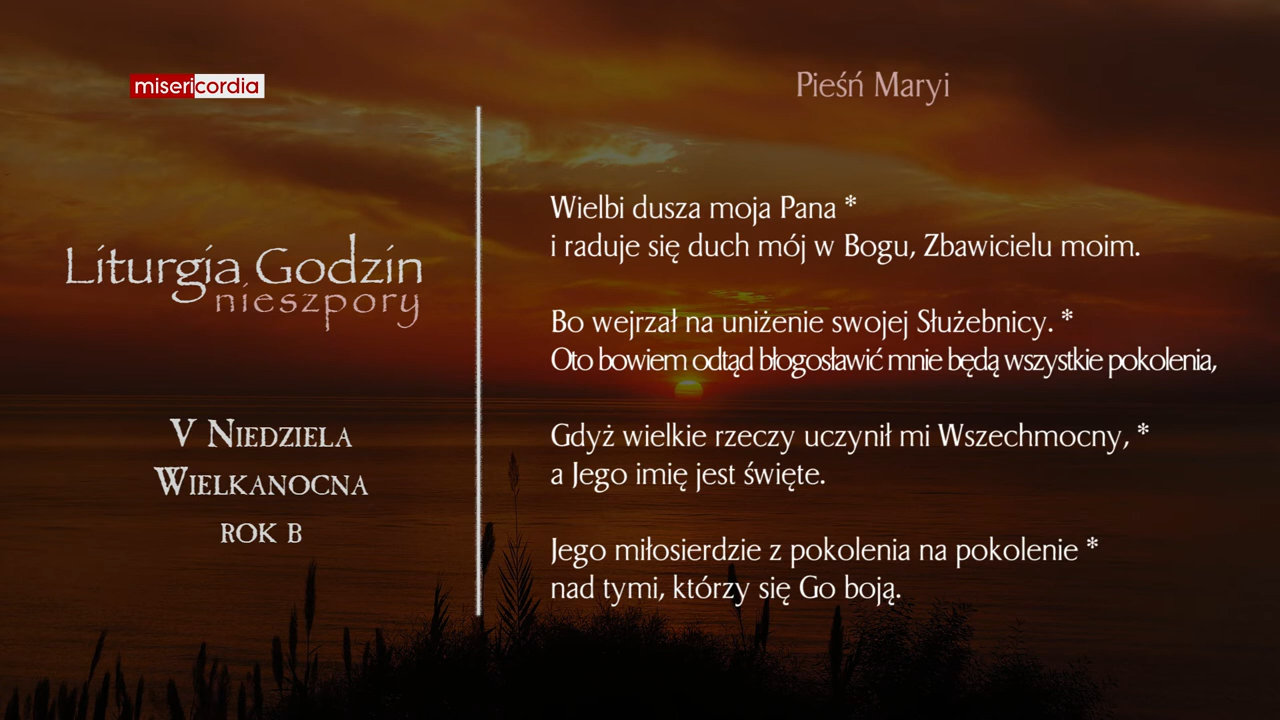 misericordia
Liturgia Godzin
nieszpory
V Niedziela
Wielkanocna
rok B
Pieśń Maryi
Wielbi dusza moja Pana *
i raduje się duch mój w Bogu, Zbawicielu moim.
Bo wejrzał na uniżenie swojej Służebnicy. *
Oto bowiem odtąd błogosławić mnie będą wszystkie pokolenia,
Gdyż wielkie rzeczy uczynił mi Wszechmocny, *
a Jego imię jest święte.
Jego miłosierdzie z pokolenia na pokolenie *
nad tymi, którzy się Go boją.